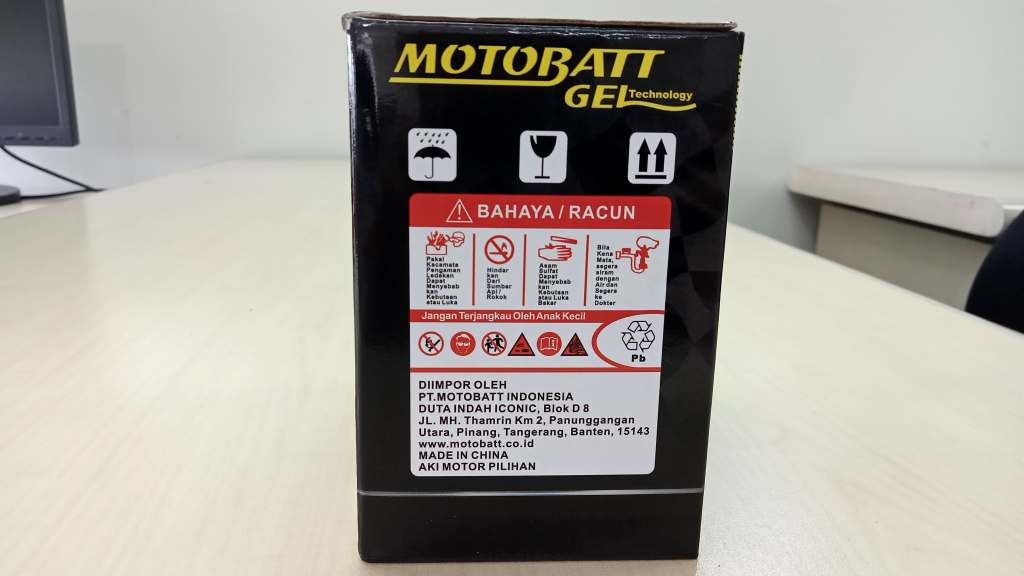 MOTOBATT
GEL Technology
BAHAYA / RACUN
Pakai
Kacamata
Pengaman
Ledakan
Dapat
Menyebab
kan
Kebutaan
atau Luka
Hindar
kan
Dari
Sumber
Api /
Rokok
Asam
Sulfat
Dapat
Menyebab
kan
Kebutaan
atau Luka
Bakar
Bila
Kena
Mata,
segera
siram
dengan
Air dan
Segera
ke
Dokter
Jangan Terjangkau Oleh Anak Kecil
Pb
DIIMPOR OLEH
PT.MOTOBATT INDONESIA
DUTA INDAH ICONIC, Blok D 8
JL. MH. Thamrin Km 2, Panunggangan
Utara, Pinang, Tangerang, Banten, 15143
www.motobatt.co.id
MADE IN CHINA
AKI MOTOR PILIHAN